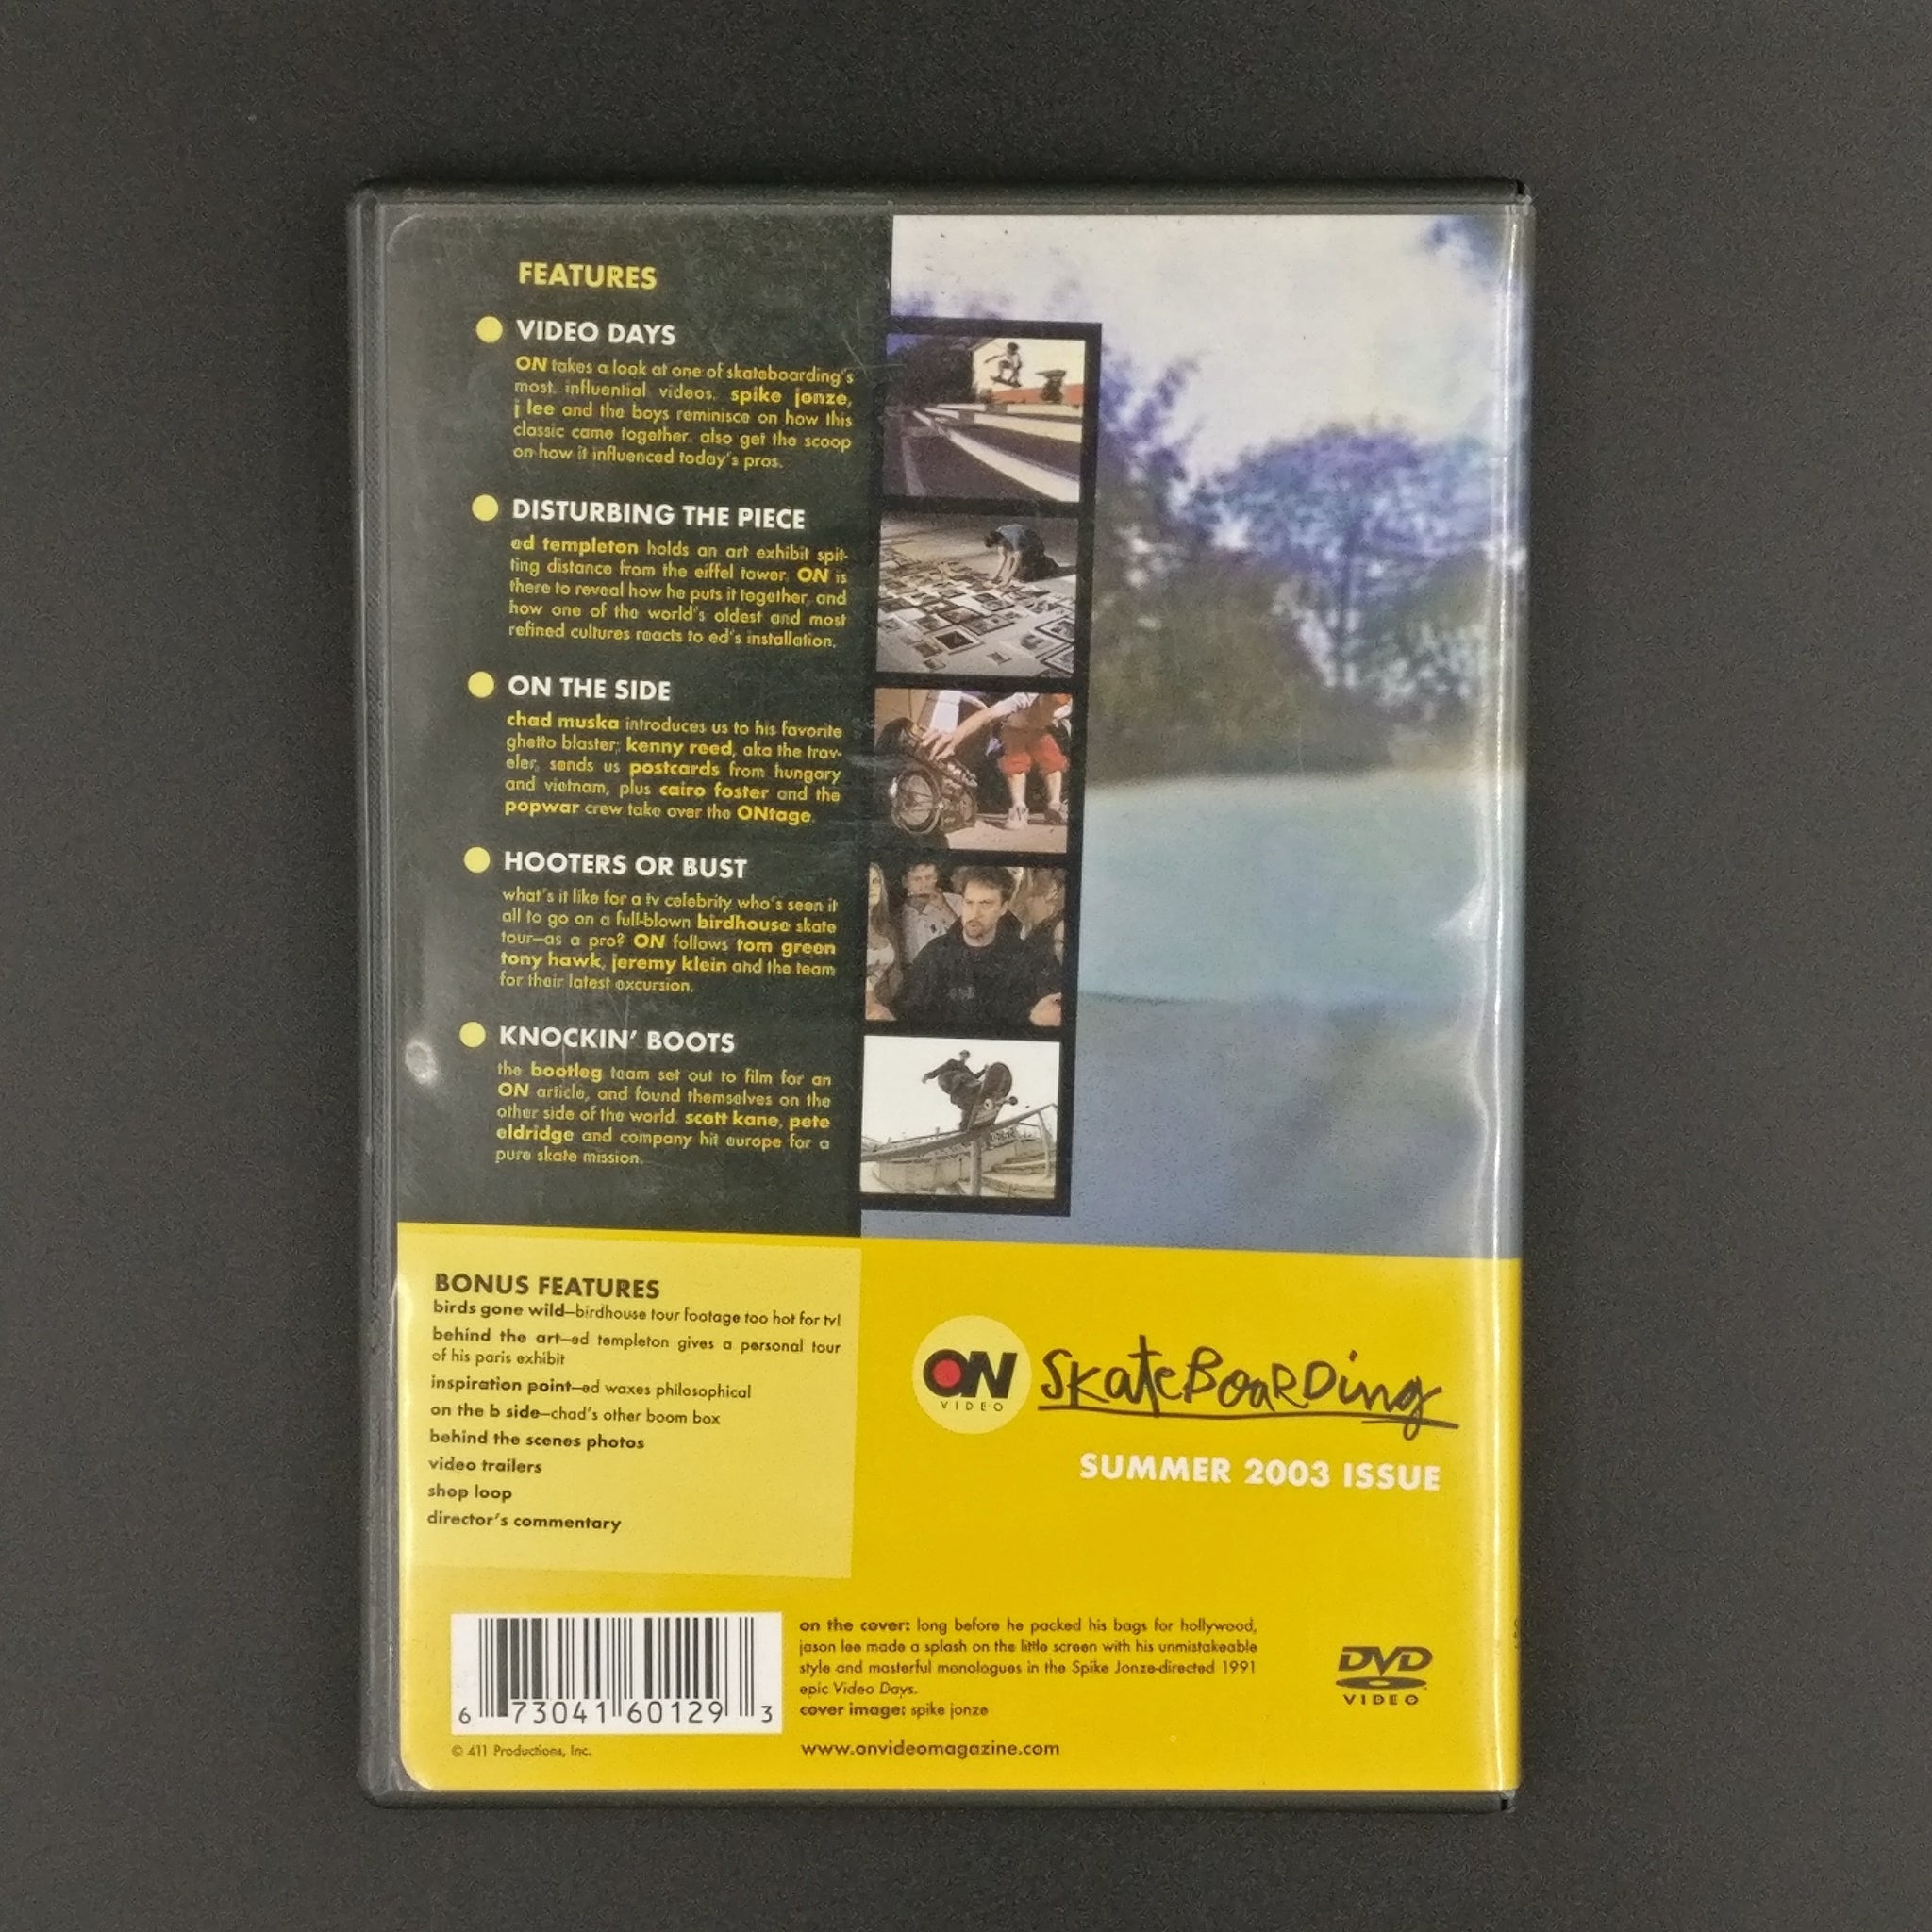 FEATURES
VIDEO DAYS
ON takes a look at one of skateboarding's
most influential videos. spike jonze,
j lee and the boys reminisce on how this
classic came together. also get the scoop
on how it influenced today's pros.
DISTURBING THE PIECE
ed templeton holds an art exhibit spit-
ting distance from the eiffel tower. ON is
there to reveal how he puts it together, and
how one of the world's oldest and most
refined cultures reacts to ed's installation.
ON THE SIDE
chad muska introduces us to his favorite
ghetto blaster; kenny reed, aka the trav-
eler, sends us postcards from hungary
and vietnam, plus cairo foster and the
popwar crew take over the ONtage.
HOOTERS OR BUST
what's it like for a tv celebrity who's seen it
all to go on a full-blown birdhouse skate
tour—as a pro? ON follows tom green
tony hawk, jeremy klein and the team
for their latest excursion.
KNOCKIN' BOOTS
the bootleg team set out to film for an
ON article, and found themselves on the
other side of the world. scott kane, pete
eldridge and company hit europe for a
pure skate mission.
BONUS FEATURES
birds gone wild—birdhouse tour footage too hot for tv!
behind the art—ed templeton gives a personal tour
of his paris exhibit
inspiration point—ed waxes philosophical
on the b side—chad's other boom box
behind the scenes photos
video trailers
shop loop
director's commentary
ON
VIDEO
SkateBoaRDing
SUMMER 2003 ISSUE
6 73041 60129 3
© 411 Productions, Inc.
on the cover: long before he packed his bags for hollywood,
jason lee made a splash on the little screen with his unmistakeable
style and masterful monologues in the Spike Jonze-directed 1991
epic Video Days.
cover image: spike jonze
www.onvideomagazine.com
DVD
VIDEO